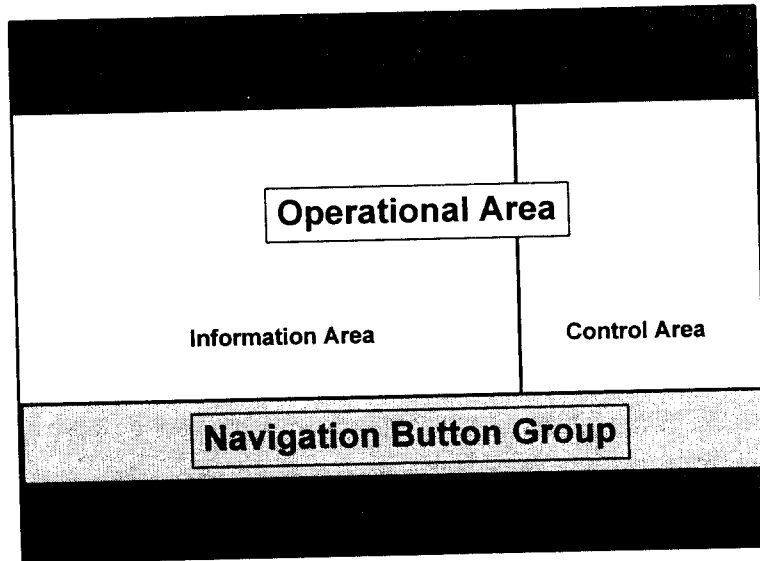 Operational Area
Information Area
Control Area
Navigation Button Group